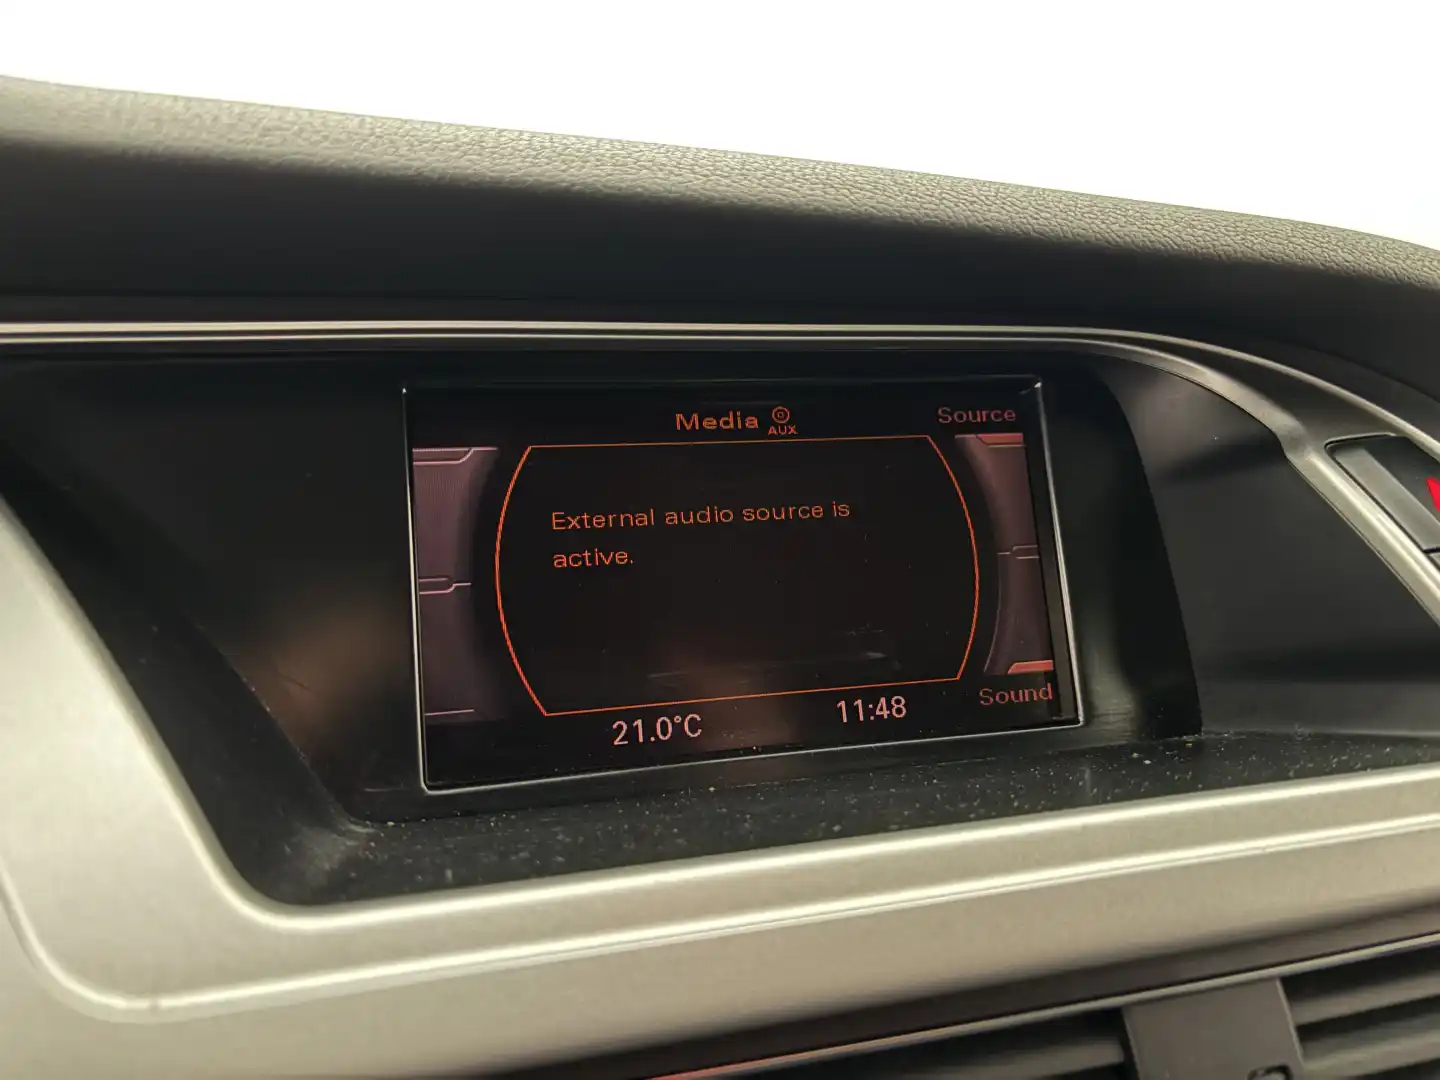 Media AUX
Source
External audio source is
active.
Sound
21.0°C 11:48